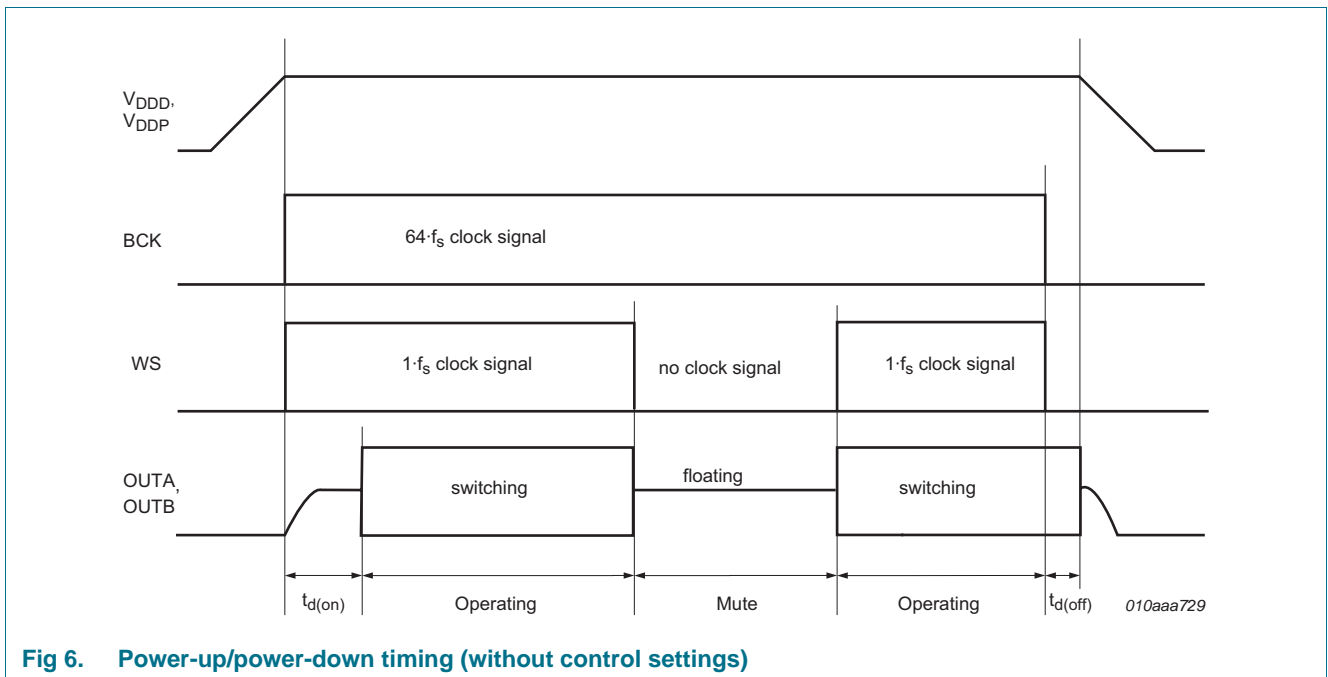 VDDD,
VDDP
BCK
64·fs clock signal
WS
1·fs clock signal
no clock signal
1·fs clock signal
OUTA,
OUTB
switching
floating
switching
td(on)
Operating
Mute
Operating
td(off)
010aaa729
Fig 6. Power-up/power-down timing (without control settings)